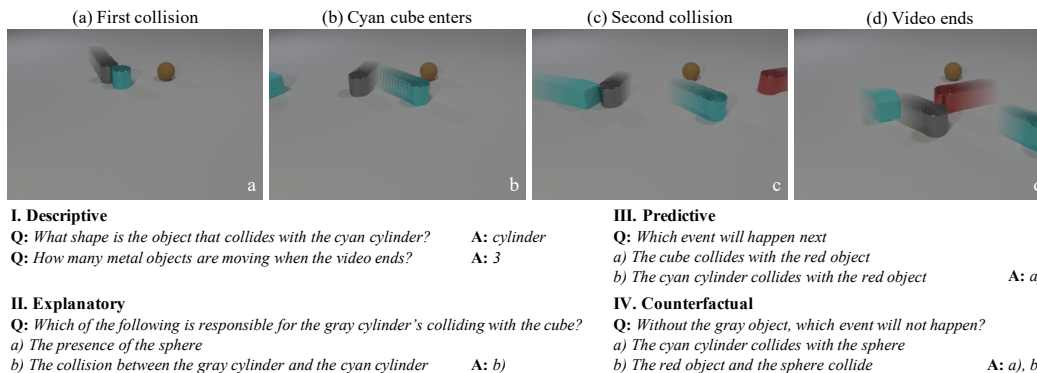 (a) First collision
(b) Cyan cube enters
(c) Second collision
(d) Video ends
a
b
c
I. Descriptive
Q: What shape is the object that collides with the cyan cylinder? A: cylinder
Q: How many metal objects are moving when the video ends? A: 3
II. Explanatory
Q: Which of the following is responsible for the gray cylinder's colliding with the cube?
a) The presence of the sphere
b) The collision between the gray cylinder and the cyan cylinder A: b)
III. Predictive
Q: Which event will happen next
a) The cube collides with the red object
b) The cyan cylinder collides with the red object A: a)
IV. Counterfactual
Q: Without the gray object, which event will not happen?
a) The cyan cylinder collides with the sphere
b) The red object and the sphere collide A: a), b